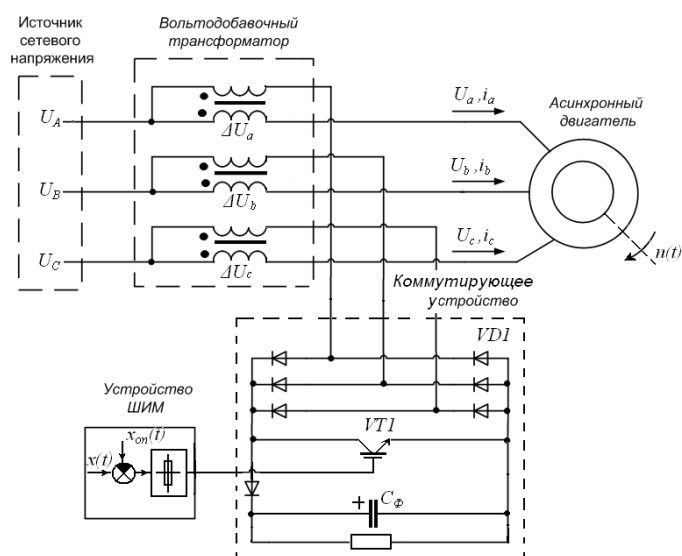 Источник
сетевого
напряжения
Вольтодобавочный
трансформатор
U_A
ΔU_a
U_a, i_a
Асинхронный
двигатель
U_B
ΔU_b
U_b, i_b
U_C
ΔU_c
U_c, i_c
n(t)
Коммутирующее
устройство
VD1
Устройство
ШИМ
VT1
x_оп(t)
x(t)
+
C_Ф